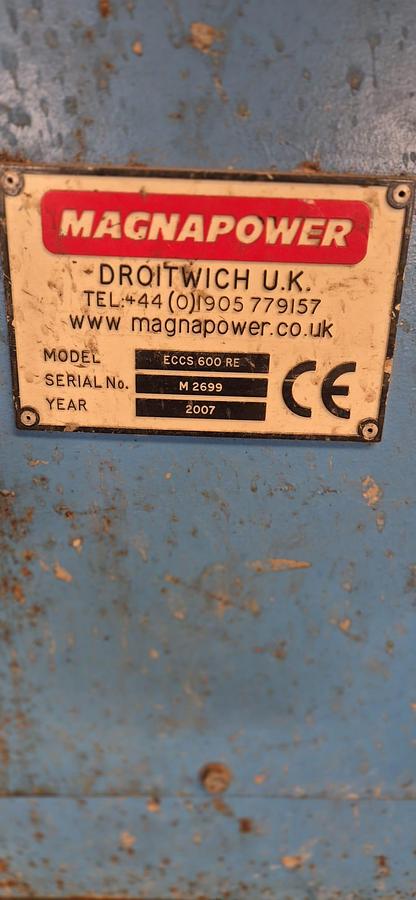 MAGNAPOWER
DROITWICH U.K.
TEL:+44(0)1905 779157
www magnapower.co.uk
MODEL ECCS.600 RE
SERIAL No. M 2699
YEAR 2007
CE